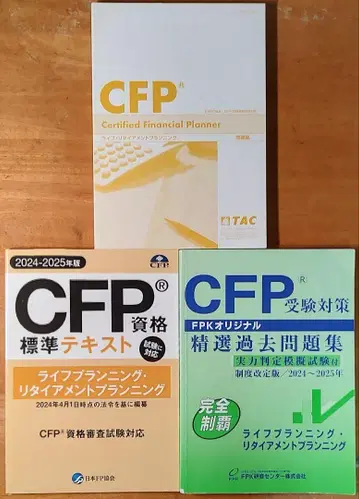 CFP®
Certified Financial Planner
ライフ・リタイアメントプランニング
TAC
2024-2025年版
CFP
CFP®資格
標準テキスト
試験に対応
ライフプランニング・
リタイアメントプランニング
2024年4月1日時点の法令を基に編纂
CFP®資格審査試験対応
日本FP協会
CFP®受験対策
FPKオリジナル
精選過去問題集
実力判定模擬試験付
制度改定版/2024〜2025年
完全
制覇
ライフプランニング・
リタイアメントプランニング
FPK研修センター株式会社